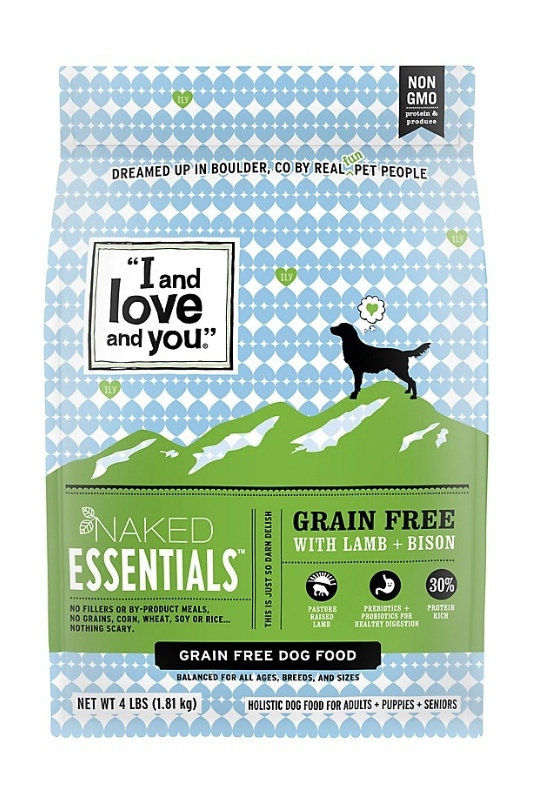 NON
GMO
protein &
produce
ILY
fun
DREAMED UP IN BOULDER, CO BY REAL PET PEOPLE
ILY
ILY
"I and
love
and you"®
ILY
NAKED
ESSENTIALS™
NO FILLERS OR BY-PRODUCT MEALS,
NO GRAINS, CORN, WHEAT, SOY OR RICE...
NOTHING SCARY.
THIS IS JUST SO DARN DELISH
GRAIN FREE
WITH LAMB + BISON
PASTURE
RAISED
LAMB
PREBIOTICS +
PROBIOTICS FOR
HEALTHY DIGESTION
30%
PROTEIN
RICH
GRAIN FREE DOG FOOD
BALANCED FOR ALL AGES, BREEDS, AND SIZES
NET WT 4 LBS (1.81 kg)
HOLISTIC DOG FOOD FOR ADULTS + PUPPIES + SENIORS